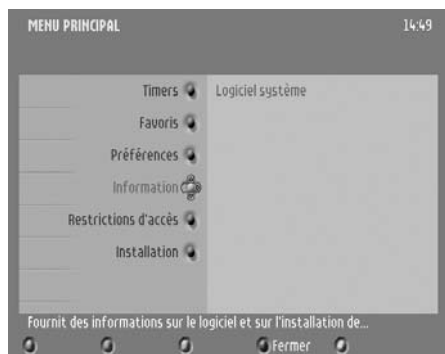 MENU PRINCIPAL 14:49
Timers Logiciel système
Favoris
Préférences
Information
Restrictions d'accès
Installation
Fournit des informations sur le logiciel et sur l'installation de...
Fermer